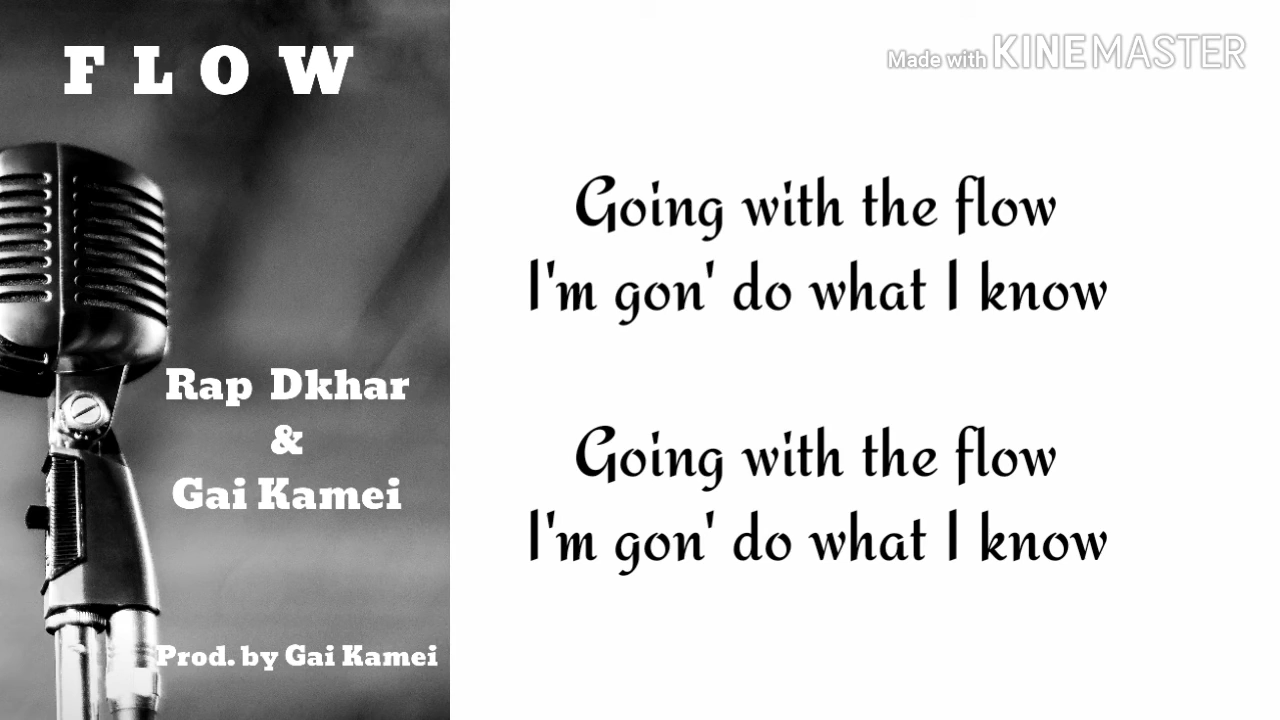 F L O W
Rap Dkhar
&
Gai Kamei
Prod. by Gai Kamei
Made with KINEMASTER
Going with the flow
I'm gon' do what I know
Going with the flow
I'm gon' do what I know